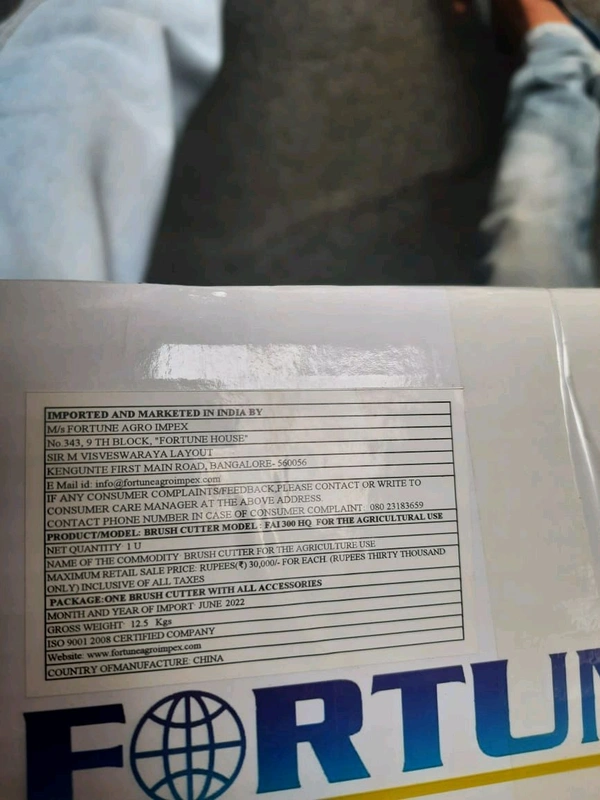 IMPORTED AND MARKETED IN INDIA BY
M/s FORTUNE AGRO IMPEX
No.343, 9 TH BLOCK, "FORTUNE HOUSE"
SIR M VISVESWARAYA LAYOUT
KENGUNTE FIRST MAIN ROAD, BANGALORE- 560056
E Mail id: info@fortuneagroimpex.com
IF ANY CONSUMER COMPLAINTS/FEEDBACK,PLEASE CONTACT OR WRITE TO
CONSUMER CARE MANAGER AT THE ABOVE ADDRESS.
CONTACT PHONE NUMBER IN CASE OF CONSUMER COMPLAINT: 080 23183659
PRODUCT/MODEL: BRUSH CUTTER MODEL : FAI 300 HQ FOR THE AGRICULTURAL USE
NET QUANTITY 1 U
NAME OF THE COMMODITY BRUSH CUTTER FOR THE AGRICULTURE USE
MAXIMUM RETAIL SALE PRICE: RUPEES(₹) 30,000/- FOR EACH. (RUPEES THIRTY THOUSAND
ONLY) INCLUSIVE OF ALL TAXES
PACKAGE:ONE BRUSH CUTTER WITH ALL ACCESSORIES
MONTH AND YEAR OF IMPORT JUNE 2022
GROSS WEIGHT 12.5 Kgs
ISO 9001 2008 CERTIFIED COMPANY
Website: www.fortuneagroimpex.com
COUNTRY OFMANUFACTURE: CHINA
FORTUN